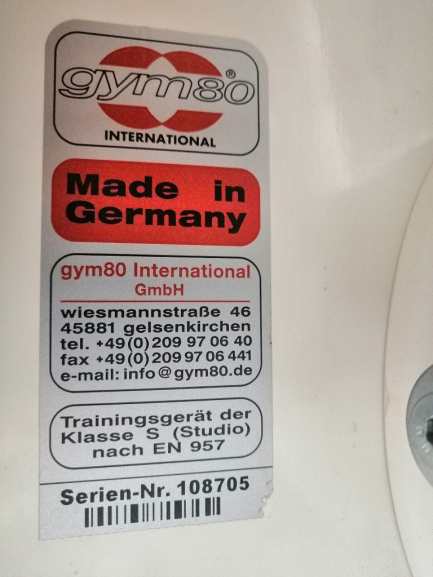 gym80®
INTERNATIONAL
Made in
Germany
gym80 International
GmbH
wiesmannstraße 46
45881 gelsenkirchen
tel. +49(0)209 97 06 40
fax +49(0)209 97 06 441
e-mail: info@gym80.de
Trainingsgerät der
Klasse S (Studio)
nach EN 957
Serien-Nr. 108705